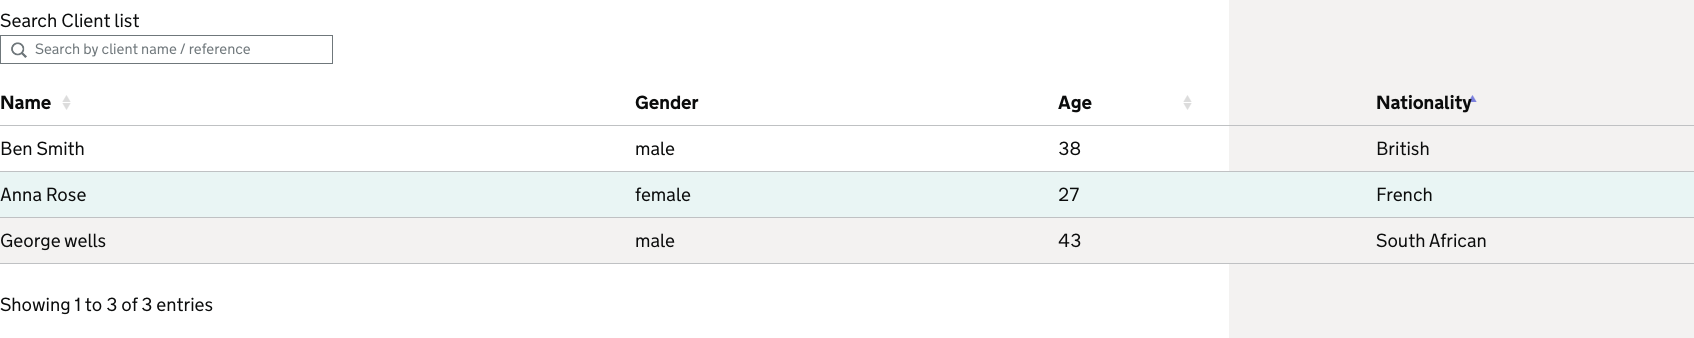 Search Client list
Search by client name / reference
Name Gender Age Nationality
Ben Smith male 38 British
Anna Rose female 27 French
George wells male 43 South African
Showing 1 to 3 of 3 entries